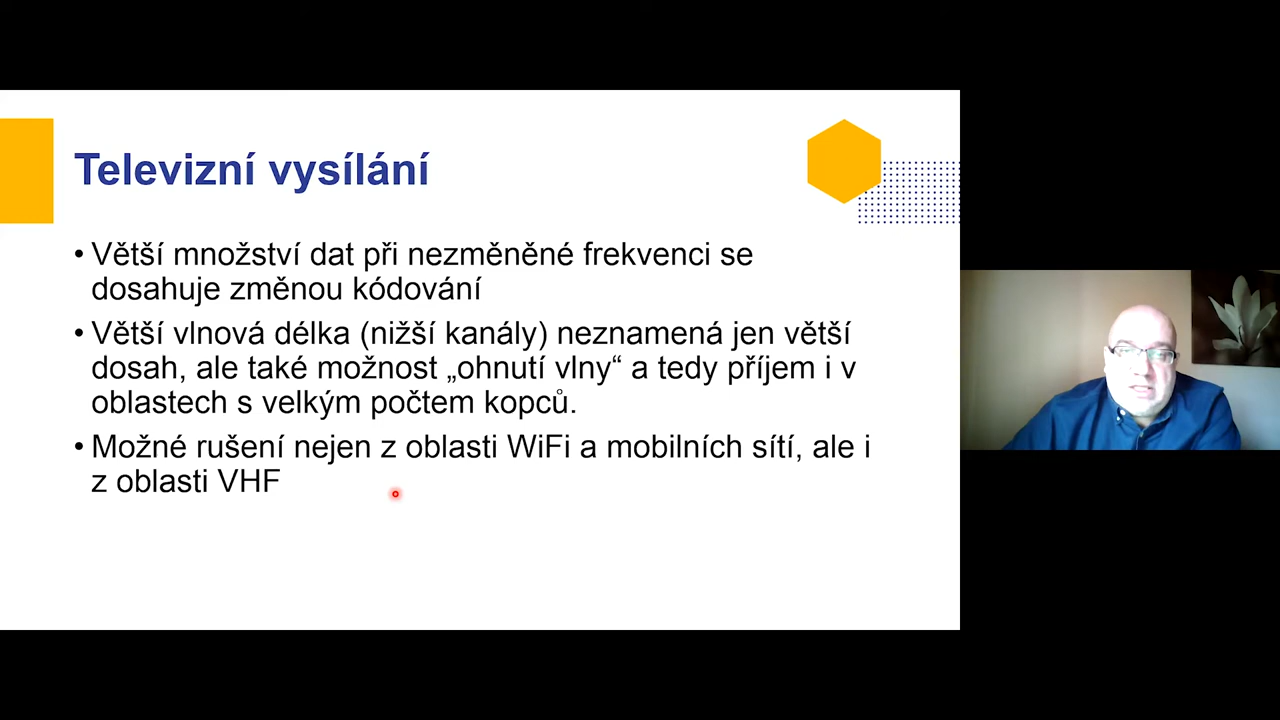 Televizní vysílání
• Větší množství dat při nezměněné frekvenci se
dosahuje změnou kódování
• Větší vlnová délka (nižší kanály) neznamená jen větší
dosah, ale také možnost „ohnutí vlny“ a tedy příjem i v
oblastech s velkým počtem kopců.
• Možné rušení nejen z oblasti WiFi a mobilních sítí, ale i
z oblasti VHF